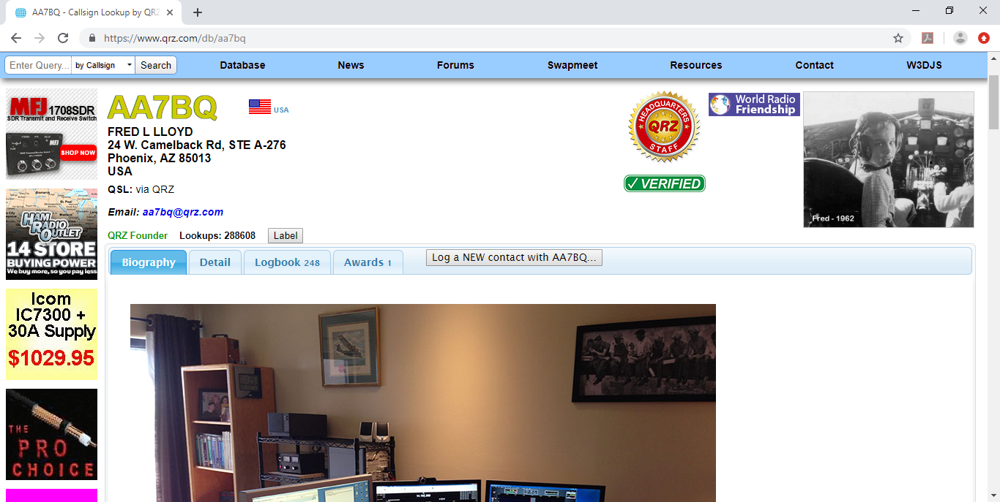 AA7BQ - Callsign Lookup by QRZ
https://www.qrz.com/db/aa7bq
Enter Query...
by Callsign
Search
Database
News
Forums
Swapmeet
Resources
Contact
W3DJS
MFJ 1708SDR
SDR Transmit and Receive Switch
MFJ
SHOP NOW
HAM
RADIO
OUTLET
14 STORE
BUYING POWER
We buy more, so you pay less
Icom
IC7300 +
30A Supply
$1029.95
THE
PRO
CHOICE
AA7BQ
USA
FRED L LLOYD
24 W. Camelback Rd, STE A-276
Phoenix, AZ 85013
USA
QSL: via QRZ
Email: aa7bq@qrz.com
QRZ Founder
Lookups: 288608
Label
HEADQUARTERS
QRZ
STAFF
VERIFIED
World Radio
Friendship
Fred - 1962
Biography
Detail
Logbook 248
Awards 1
Log a NEW contact with AA7BQ...